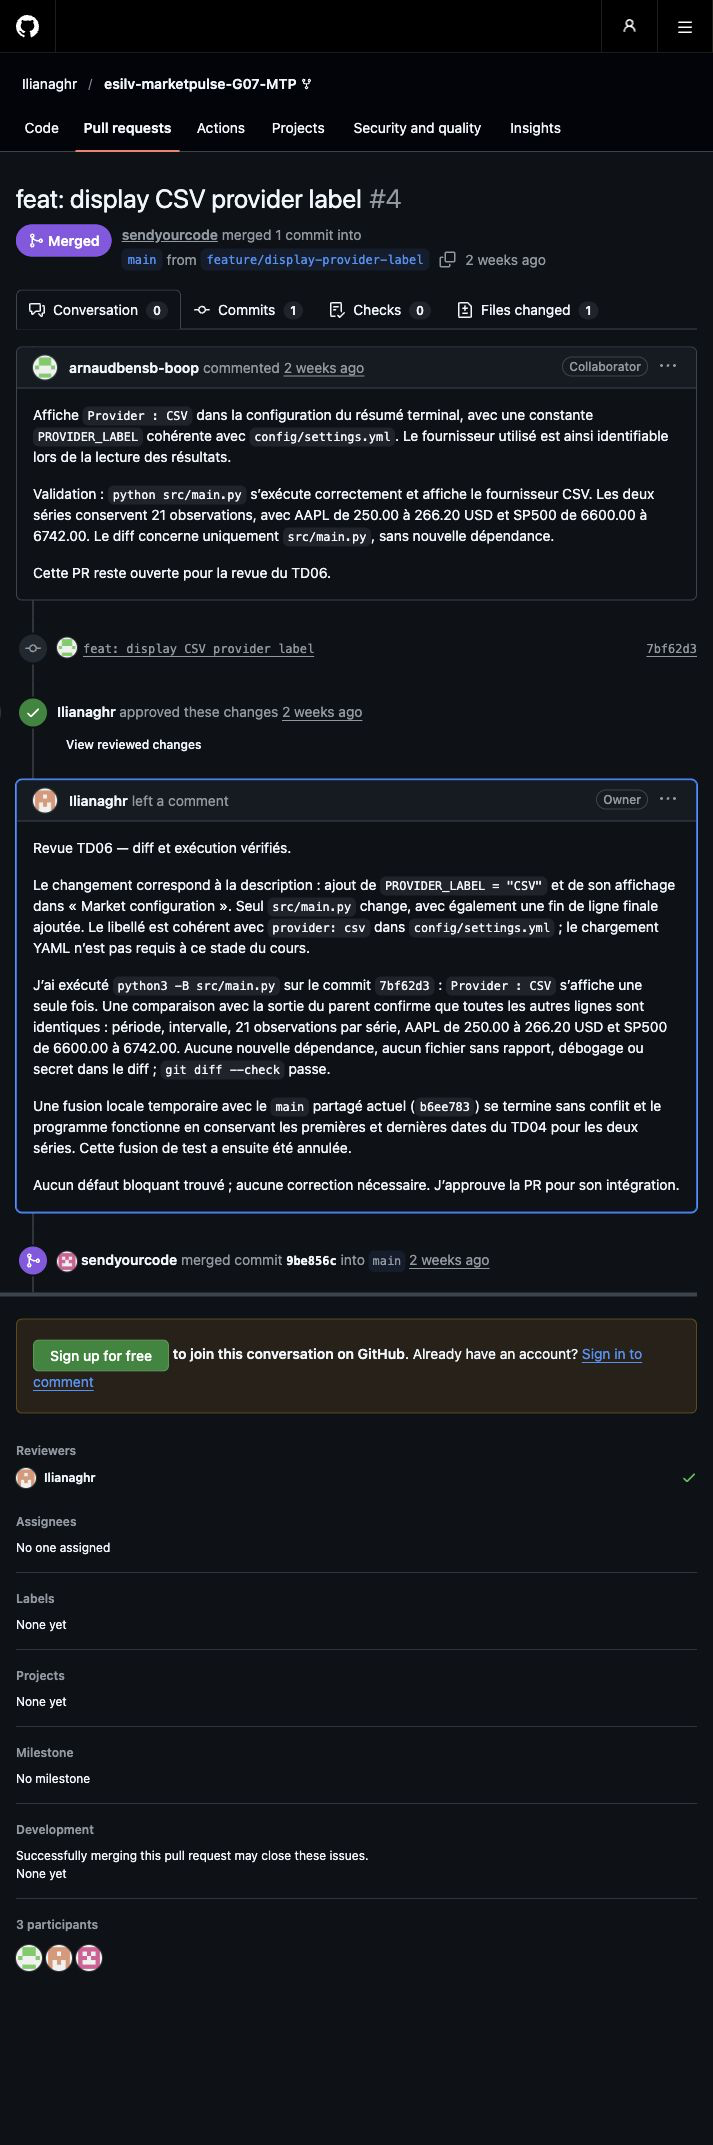 Ilianaghr / esilv-marketpulse-G07-MTP
Code Pull requests Actions Projects Security and quality Insights
feat: display CSV provider label #4
Merged
sendyourcode merged 1 commit into
main from feature/display-provider-label 2 weeks ago
Conversation 0 Commits 1 Checks 0 Files changed 1
arnaudbensb-boop commented 2 weeks ago Collaborator
Affiche Provider : CSV dans la configuration du résumé terminal, avec une constante
PROVIDER_LABEL cohérente avec config/settings.yml. Le fournisseur utilisé est ainsi identifiable
lors de la lecture des résultats.
Validation : python src/main.py s’exécute correctement et affiche le fournisseur CSV. Les deux
séries conservent 21 observations, avec AAPL de 250.00 à 266.20 USD et SP500 de 6600.00 à
6742.00. Le diff concerne uniquement src/main.py, sans nouvelle dépendance.
Cette PR reste ouverte pour la revue du TD06.
feat: display CSV provider label 7bf62d3
Ilianaghr approved these changes 2 weeks ago
View reviewed changes
Ilianaghr left a comment Owner
Revue TD06 — diff et exécution vérifiés.
Le changement correspond à la description : ajout de PROVIDER_LABEL = "CSV" et de son affichage
dans « Market configuration ». Seul src/main.py change, avec également une fin de ligne finale
ajoutée. Le libellé est cohérent avec provider: csv dans config/settings.yml ; le chargement
YAML n’est pas requis à ce stade du cours.
J’ai exécuté python3 -B src/main.py sur le commit 7bf62d3 : Provider : CSV s’affiche une
seule fois. Une comparaison avec la sortie du parent confirme que toutes les autres lignes sont
identiques : période, intervalle, 21 observations par série, AAPL de 250.00 à 266.20 USD et SP500
de 6600.00 à 6742.00. Aucune nouvelle dépendance, aucun fichier sans rapport, débogage ou
secret dans le diff ; git diff --check passe.
Une fusion locale temporaire avec le main partagé actuel (b6ee783) se termine sans conflit et le
programme fonctionne en conservant les premières et dernières dates du TD04 pour les deux
séries. Cette fusion de test a ensuite été annulée.
Aucun défaut bloquant trouvé ; aucune correction nécessaire. J’approuve la PR pour son intégration.
sendyourcode merged commit 9be856c into main 2 weeks ago
Sign up for free to join this conversation on GitHub. Already have an account? Sign in to
comment
Reviewers
Ilianaghr
Assignees
No one assigned
Labels
None yet
Projects
None yet
Milestone
No milestone
Development
Successfully merging this pull request may close these issues.
None yet
3 participants